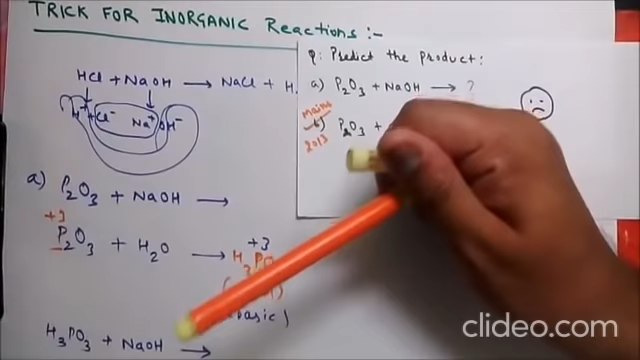 TRICK FOR INORGANIC Reactions :-
HCl + NaOH → NaCl + H
H⁺ + Cl⁻ Na⁺ OH⁻
a) P₂O₃ + NaOH →
+3 +3
P₂O₃ + H₂O → H₃PO
basic)
H₃PO₃ + NaOH →
Q: Predict the product:
a) P₂O₃ + NaOH → ?
Mains
b) P₂O₃ +
2013
clideo.com